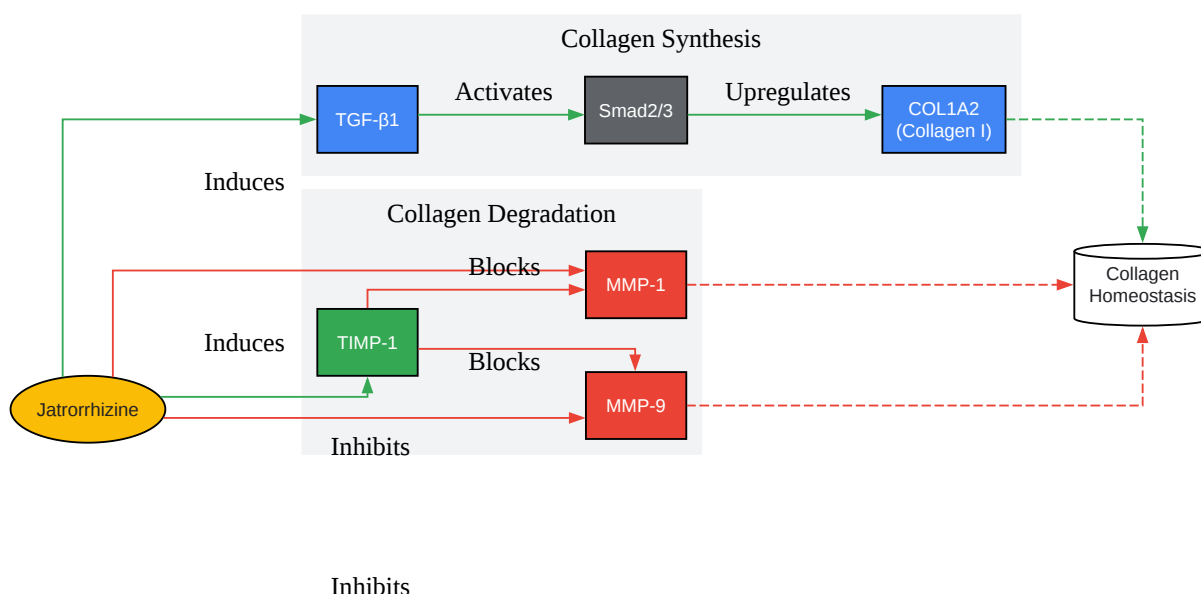 Collagen Synthesis
TGF-β1
Activates
Smad2/3
Upregulates
COL1A2
(Collagen I)
Induces
Collagen Degradation
Blocks
MMP-1
Collagen
Homeostasis
Induces
TIMP-1
Blocks
Jatrorrhizine
MMP-9
Inhibits
Inhibits